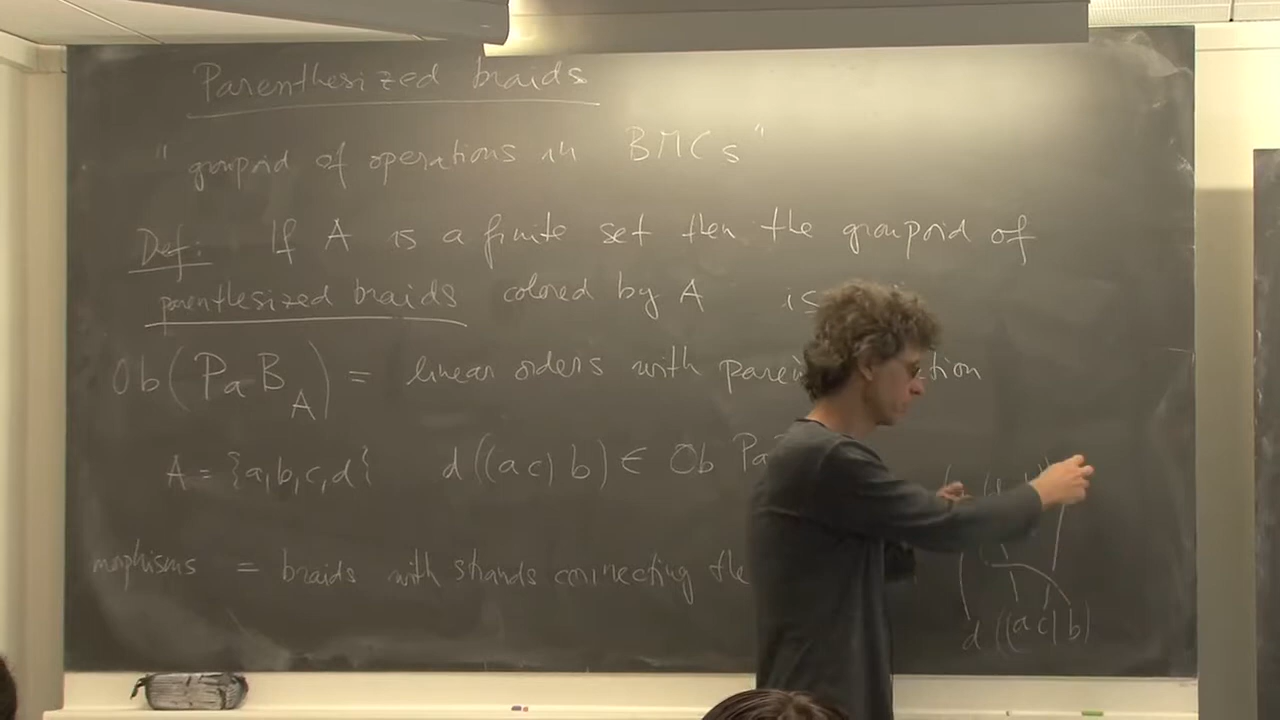 Parenthesized braids
"groupoid of operations in BMCs"
Def: If A is a finite set then the groupoid of
parenthesized braids colored by A is
Ob(PaB_A) = linear orders with
A = {a,b,c,d} d((ac)b) ∈ Ob Pa
morphisms = braids with strands connecting the
d((ac)b)